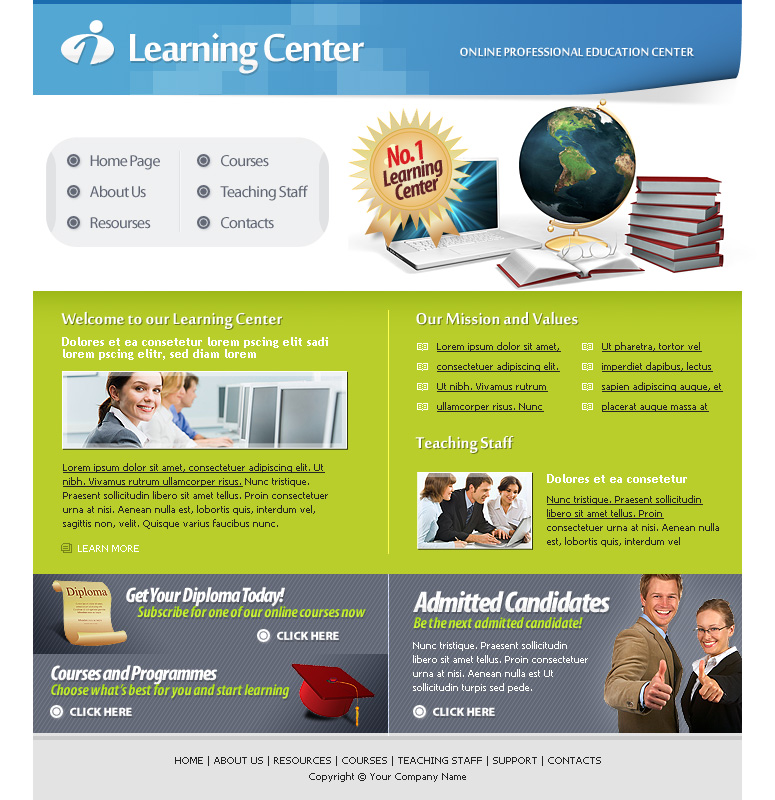 Learning Center
ONLINE PROFESSIONAL EDUCATION CENTER
Home Page
Courses
About Us
Teaching Staff
Resourses
Contacts
No.1
Learning
Center
Welcome to our Learning Center
Dolores et ea consetetur lorem pscing elit sadi
lorem pscing elitr, sed diam lorem
Lorem ipsum dolor sit amet, consectetuer adipiscing elit. Ut
nibh. Vivamus rutrum ullamcorper risus. Nunc tristique.
Praesent sollicitudin libero sit amet tellus. Proin consectetuer
urna at nisi. Aenean nulla est, lobortis quis, interdum vel,
sagittis non, velit. Quisque varius faucibus nunc.
LEARN MORE
Our Mission and Values
Lorem ipsum dolor sit amet,
Ut pharetra, tortor vel
consectetuer adipiscing elit.
imperdiet dapibus, lectus
Ut nibh. Vivamus rutrum
sapien adipiscing augue, et
ullamcorper risus. Nunc
placerat augue massa at
Teaching Staff
Dolores et ea consetetur
Nunc tristique. Praesent sollicitudin
libero sit amet tellus. Proin
consectetuer urna at nisi. Aenean nulla
est, lobortis quis, interdum vel
Diploma
Get Your Diploma Today!
Subscribe for one of our online courses now
CLICK HERE
Courses and Programmes
Choose what's best for you and start learning
CLICK HERE
Admitted Candidates
Be the next admitted candidate!
Nunc tristique. Praesent sollicitudin
libero sit amet tellus. Proin consectetuer
urna at nisi. Aenean nulla est Ut
sollicitudin turpis sed pede.
CLICK HERE
HOME | ABOUT US | RESOURCES | COURSES | TEACHING STAFF | SUPPORT | CONTACTS
Copyright © Your Company Name